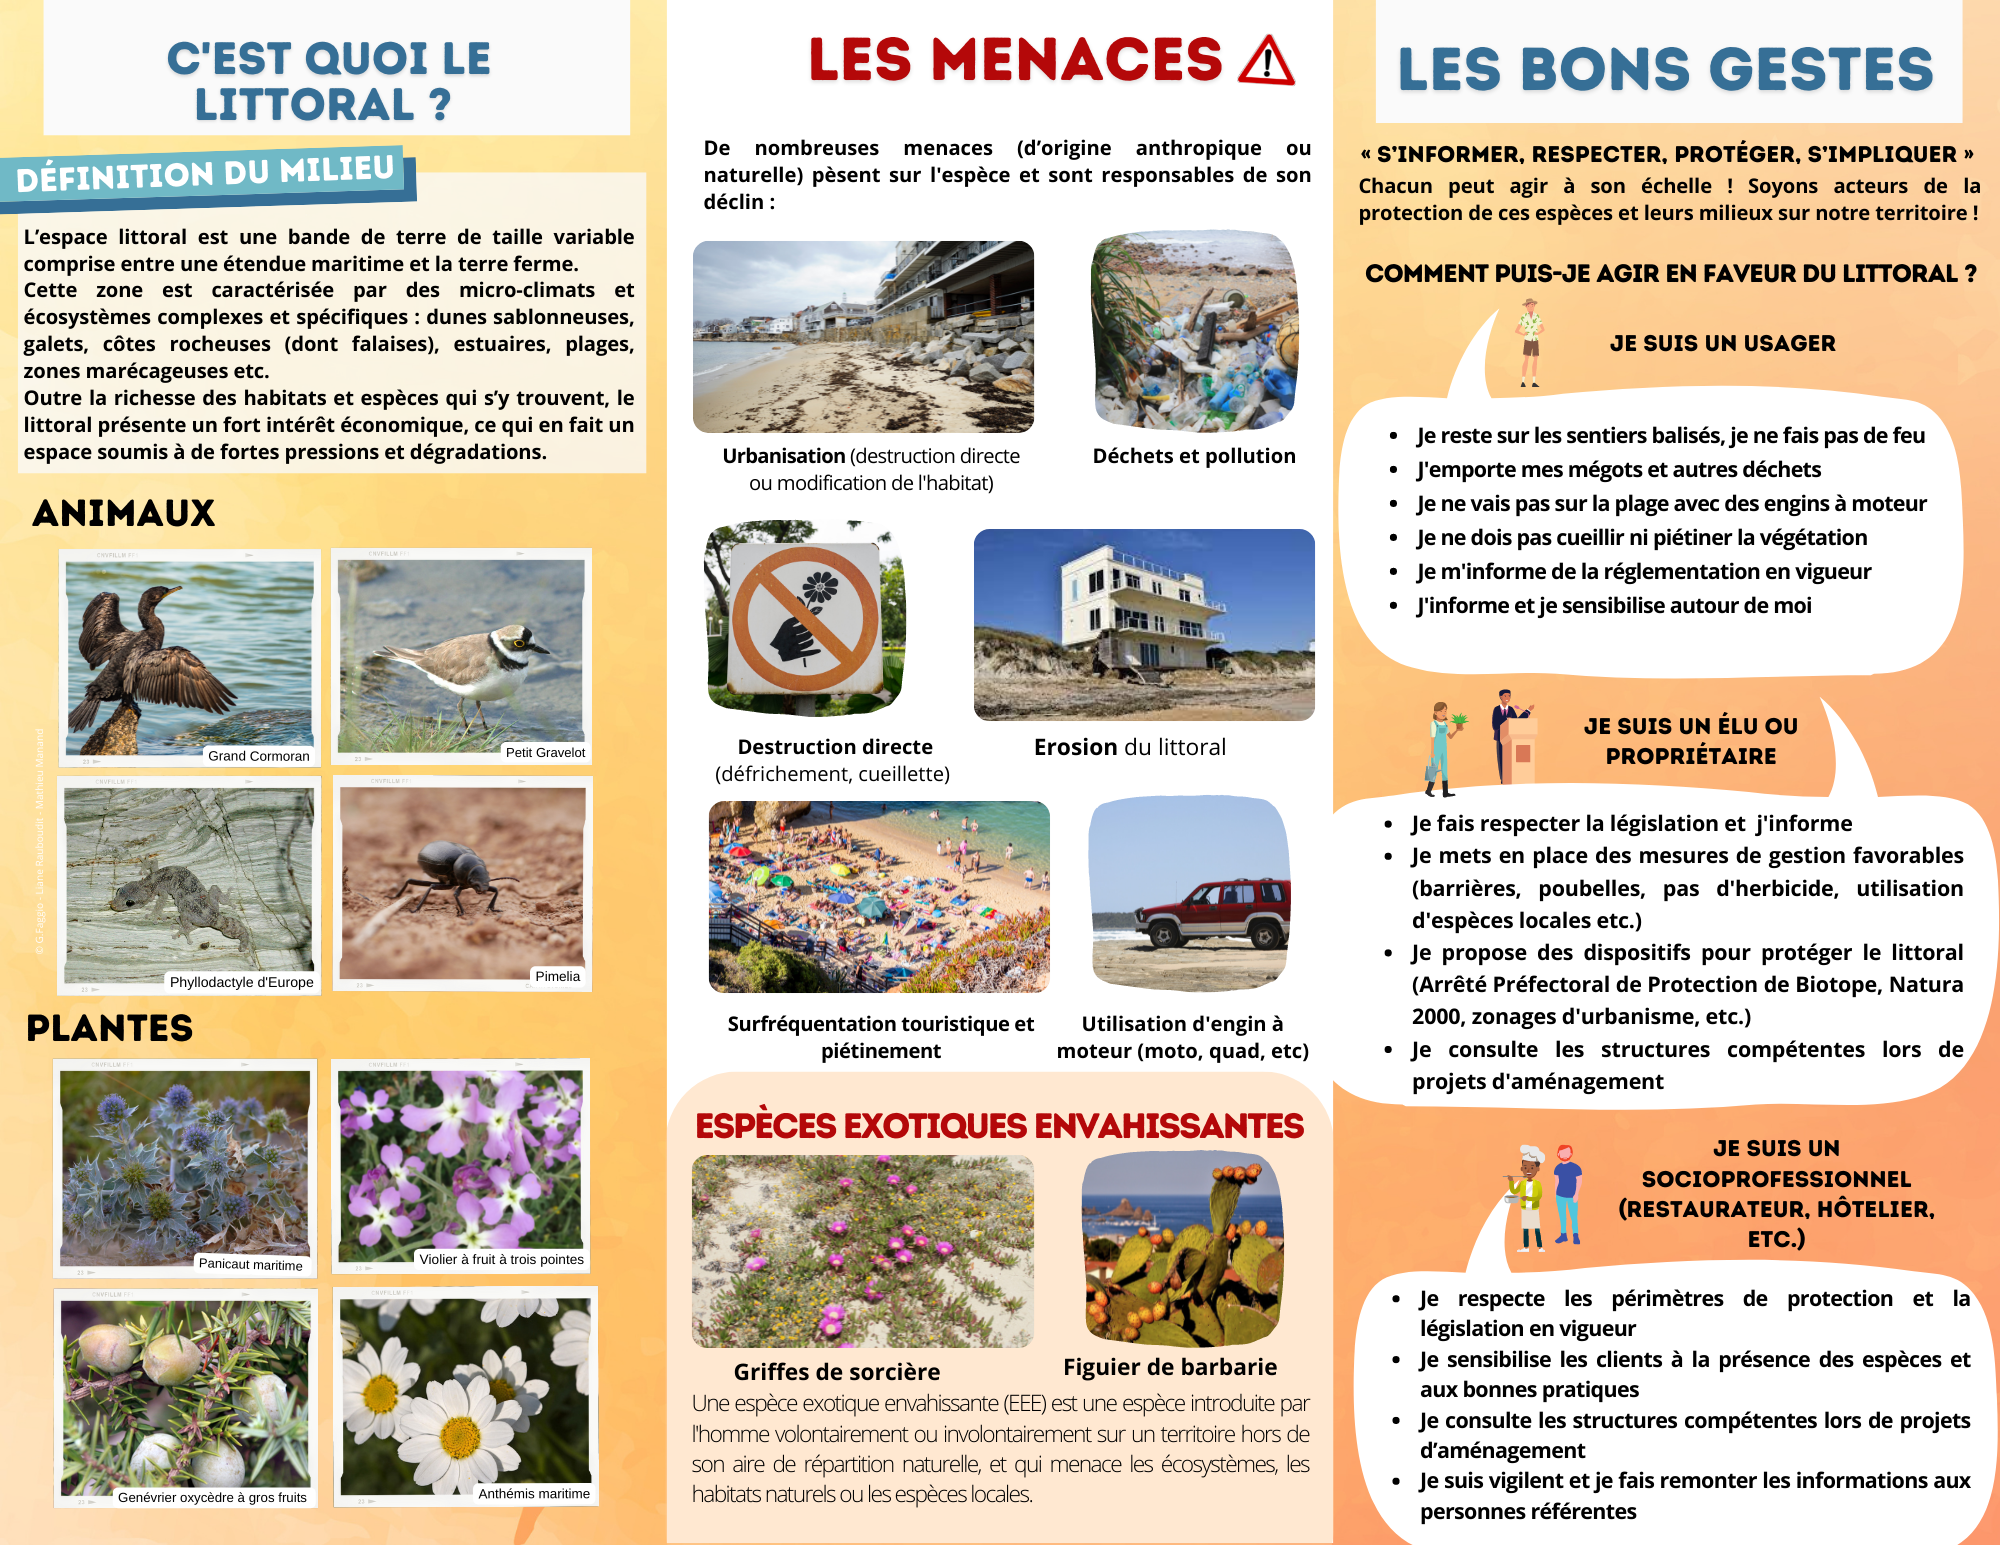 C'EST QUOI LE
LITTORAL ?
DÉFINITION DU MILIEU
L'espace littoral est une bande de terre de taille variable
comprise entre une étendue maritime et la terre ferme.
Cette zone est caractérisée par des micro-climats et
écosystèmes complexes et spécifiques : dunes sablonneuses,
galets, côtes rocheuses (dont falaises), estuaires, plages,
zones marécageuses etc.
Outre la richesse des habitats et espèces qui s'y trouvent, le
littoral présente un fort intérêt économique, ce qui en fait un
espace soumis à de fortes pressions et dégradations.
ANIMAUX
Grand Cormoran
Petit Gravelot
Phyllodactyle d'Europe
Pimelia
PLANTES
Panicaut maritime
Violier à fruit à trois pointes
Genévrier oxycèdre à gros fruits
Anthémis maritime
LES MENACES
De nombreuses menaces (d'origine anthropique ou
naturelle) pèsent sur l'espèce et sont responsables de son
déclin :
Urbanisation (destruction directe
ou modification de l'habitat)
Déchets et pollution
Destruction directe
(défrichement, cueillette)
Erosion du littoral
Surfréquentation touristique et
piétinement
Utilisation d'engin à
moteur (moto, quad, etc)
ESPÈCES EXOTIQUES ENVAHISSANTES
Griffes de sorcière
Figuier de barbarie
Une espèce exotique envahissante (EEE) est une espèce introduite par
l'homme volontairement ou involontairement sur un territoire hors de
son aire de répartition naturelle, et qui menace les écosystèmes, les
habitats naturels ou les espèces locales.
LES BONS GESTES
« S'INFORMER, RESPECTER, PROTÉGER, S'IMPLIQUER »
Chacun peut agir à son échelle ! Soyons acteurs de la
protection de ces espèces et leurs milieux sur notre territoire !
COMMENT PUIS-JE AGIR EN FAVEUR DU LITTORAL ?
JE SUIS UN USAGER
• Je reste sur les sentiers balisés, je ne fais pas de feu
• J'emporte mes mégots et autres déchets
• Je ne vais pas sur la plage avec des engins à moteur
• Je ne dois pas cueillir ni piétiner la végétation
• Je m'informe de la réglementation en vigueur
• J'informe et je sensibilise autour de moi
JE SUIS UN ÉLU OU
PROPRIÉTAIRE
• Je fais respecter la législation et j'informe
• Je mets en place des mesures de gestion favorables
(barrières, poubelles, pas d'herbicide, utilisation
d'espèces locales etc.)
• Je propose des dispositifs pour protéger le littoral
(Arrêté Préfectoral de Protection de Biotope, Natura
2000, zonages d'urbanisme, etc.)
• Je consulte les structures compétentes lors de
projets d'aménagement
JE SUIS UN
SOCIOPROFESSIONNEL
(RESTAURATEUR, HÔTELIER,
ETC.)
• Je respecte les périmètres de protection et la
législation en vigueur
• Je sensibilise les clients à la présence des espèces et
aux bonnes pratiques
• Je consulte les structures compétentes lors de projets
d'aménagement
• Je suis vigilent et je fais remonter les informations aux
personnes référentes